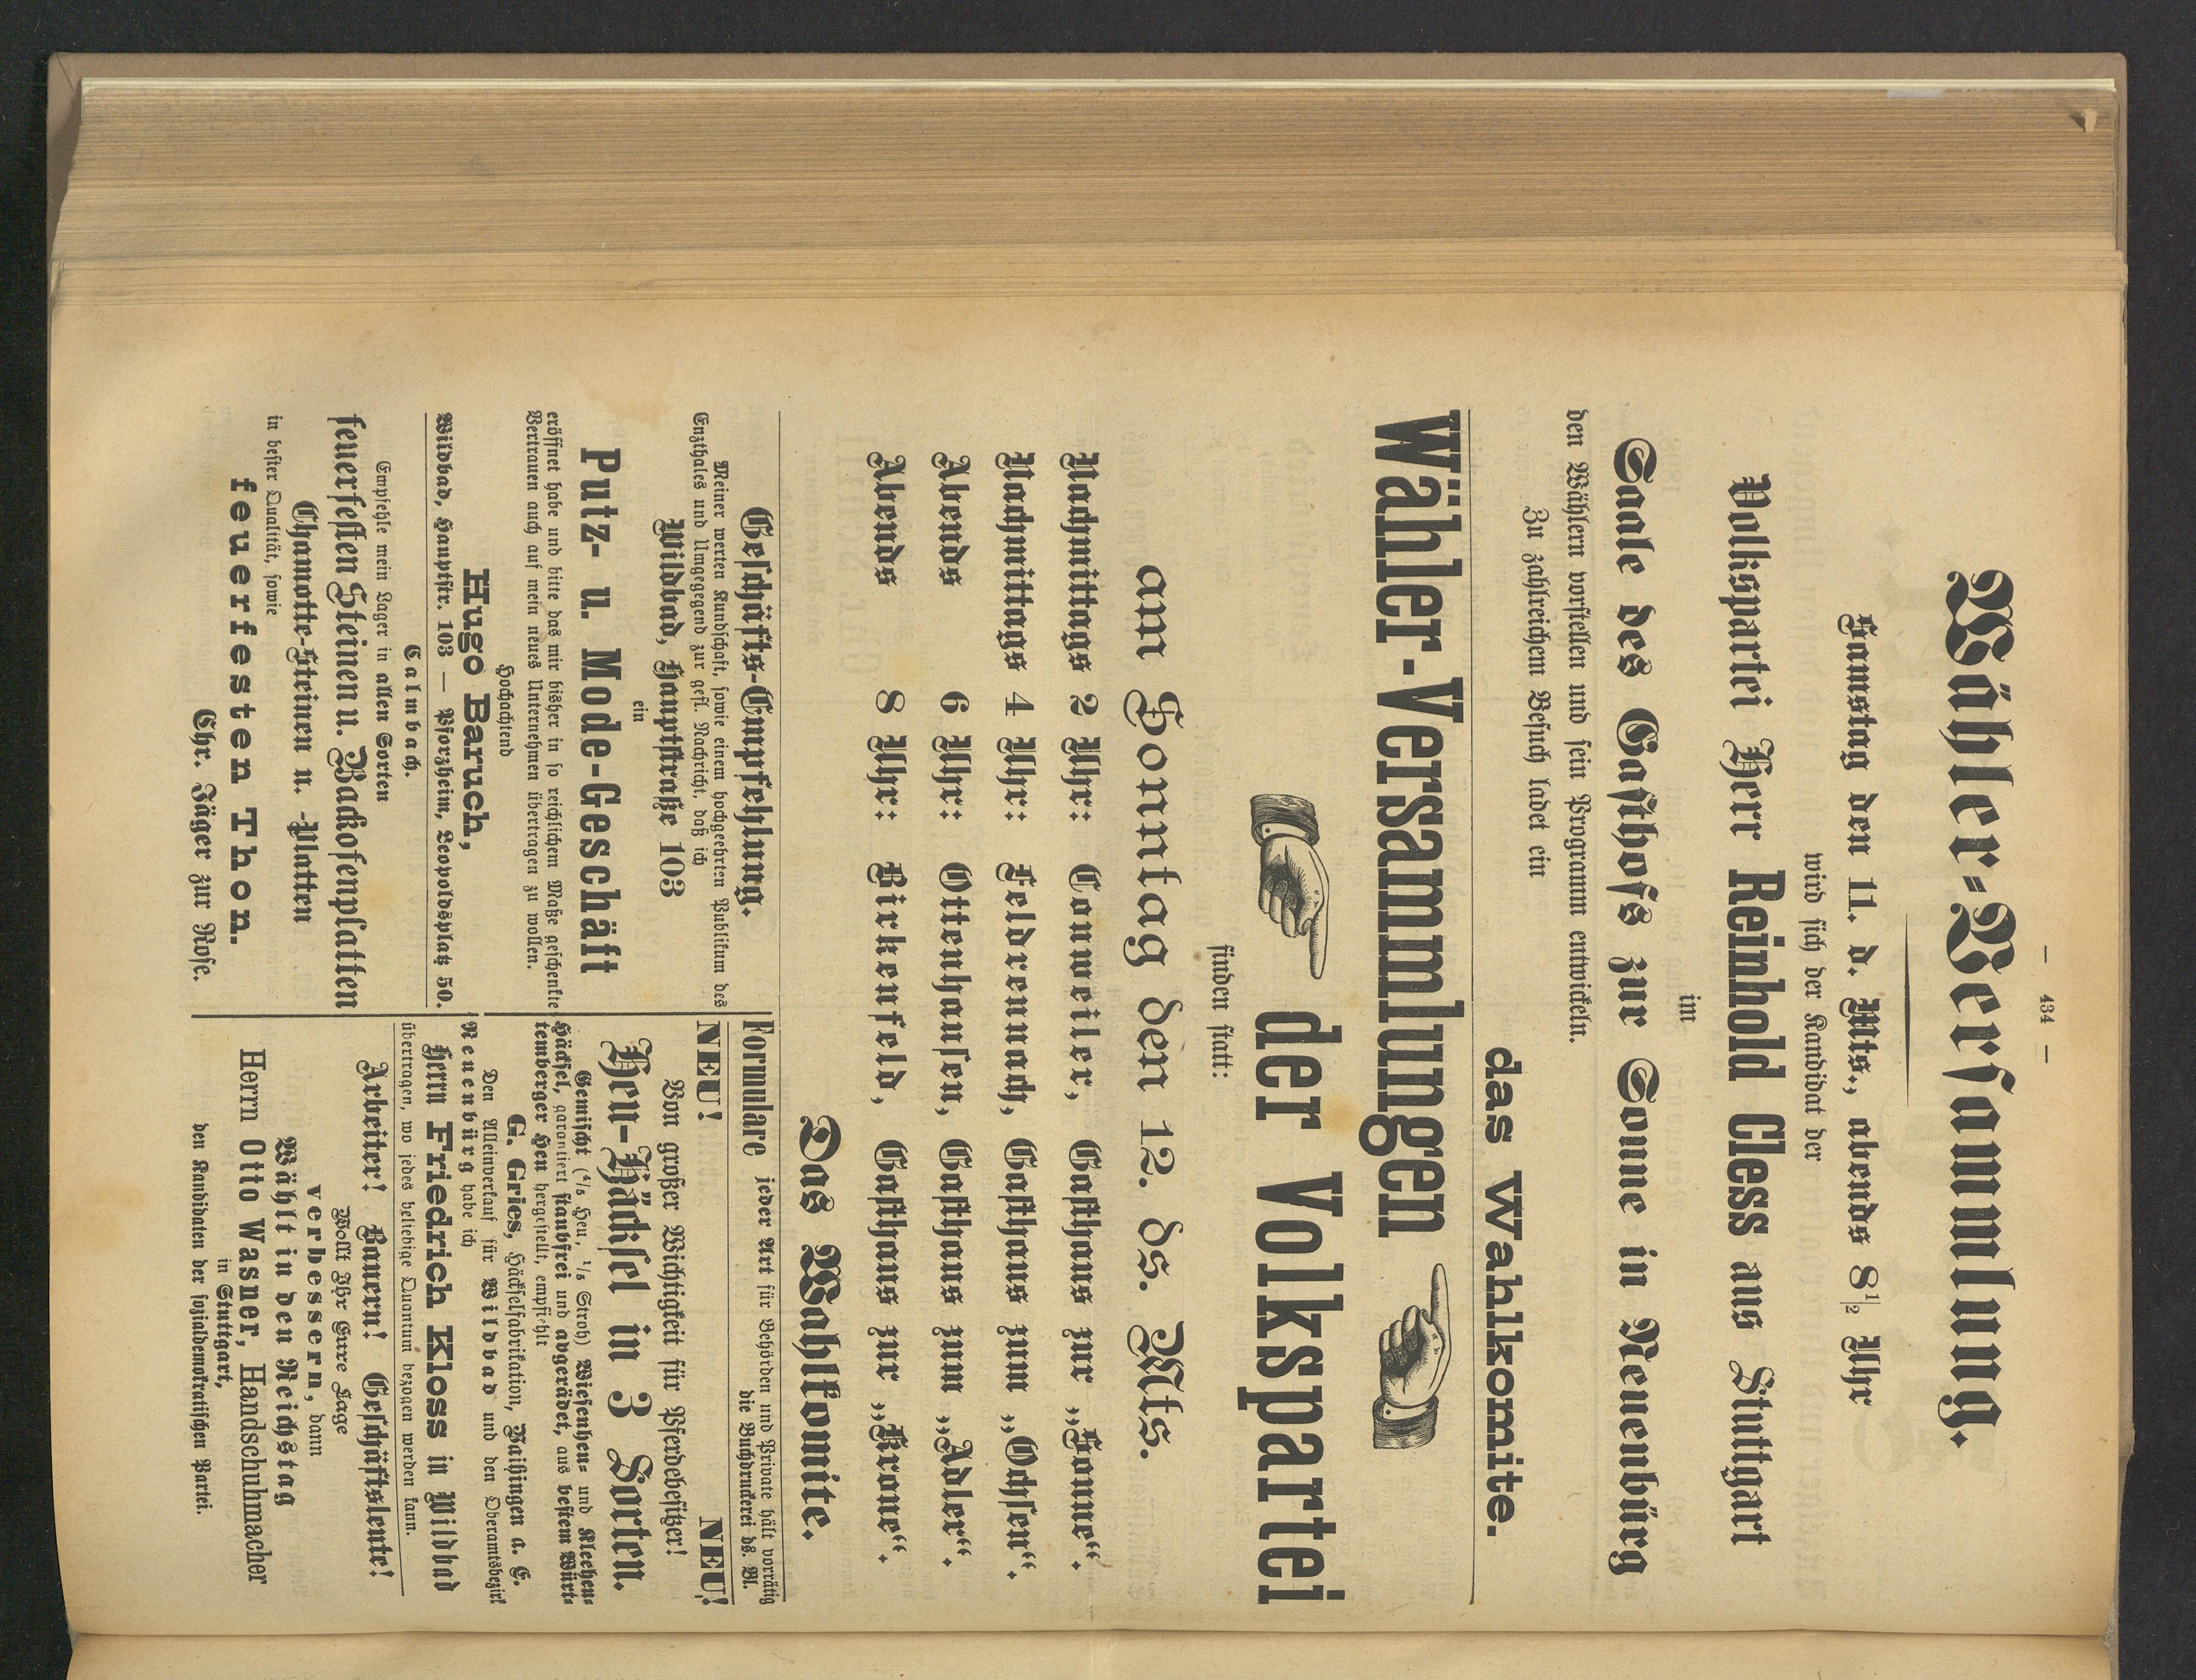 — 434 —
Wähler-Versammlung.
Samstag den 11. d. Mts., abends 8½ Uhr
wird sich der Kandidat der
Volkspartei Herr Reinhold Cless aus Stuttgart
im
Saale des Gasthofs zur Sonne in Neuenbürg
den Wählern vorstellen und sein Programm entwickeln.
Zu zahlreichem Besuch ladet ein
das Wahlkomite.
Wähler-Versammlungen
der Volkspartei
finden statt:
am Sonntag den 12. ds. Mts.
Nachmittags 2 Uhr: Conweiler, Gasthaus zur „Sonne“.
Nachmittags 4 Uhr: Feldrennach, Gasthaus zum „Ochsen“.
Abends 6 Uhr: Ottenhausen, Gasthaus zum „Adler“.
Abends 8 Uhr: Birkenfeld, Gasthaus zur „Krone“.
Das Wahlkomite.
Geschäfts-Empfehlung.
Meiner werten Kundschaft, sowie einem hochgeehrten Publikum des
Enzthales und Umgegend zur gefl. Nachricht, daß ich
Wildbad, Hauptstraße 103
ein
Putz- u. Mode-Geschäft
eröffnet habe und bitte das mir bisher in so reichlichem Maße geschenkte
Vertrauen auch auf mein neues Unternehmen übertragen zu wollen.
Hochachtend
Hugo Baruch,
Wildbad, Hauptstr. 103 — Pforzheim, Leopoldsplatz 50.
Calmbach.
Empfehle mein Lager in allen Sorten
feuerfesten Steinen u. Backofenplatten
Chamotte-Steinen u. -Platten
in bester Qualität, sowie
feuerfesten Thon.
Chr. Jäger zur Rose.
Formulare jeder Art für Behörden und Private hält vorrätig
die Buchdruckerei ds. Bl.
NEU! NEU!
Von großer Wichtigkeit für Pferdebesitzer!
Heu-Häcksel in 3 Sorten.
Gemischt (⁴/₅ Heu, ¹/₅ Stroh) Wiesenheu- und Kleeheu-
Häcksel, garantiert staubfrei und abgerädet, aus bestem Würt-
temberger Heu hergestellt, empfiehlt
G. Gries, Häckselfabrikation, Vaihingen a. E.
Den Alleinverkauf für Wildbad und den Oberamtsbezirk
Neuenbürg habe ich
Herrn Friedrich Kloss in Wildbad
übertragen, wo jedes beliebige Quantum bezogen werden kann.
Arbeiter! Bauern! Geschäftsleute!
Wollt Ihr Eure Lage
verbessern, dann
Wählt in den Reichstag
Herrn Otto Wasner, Handschuhmacher
in Stuttgart,
den Kandidaten der sozialdemokratischen Partei.